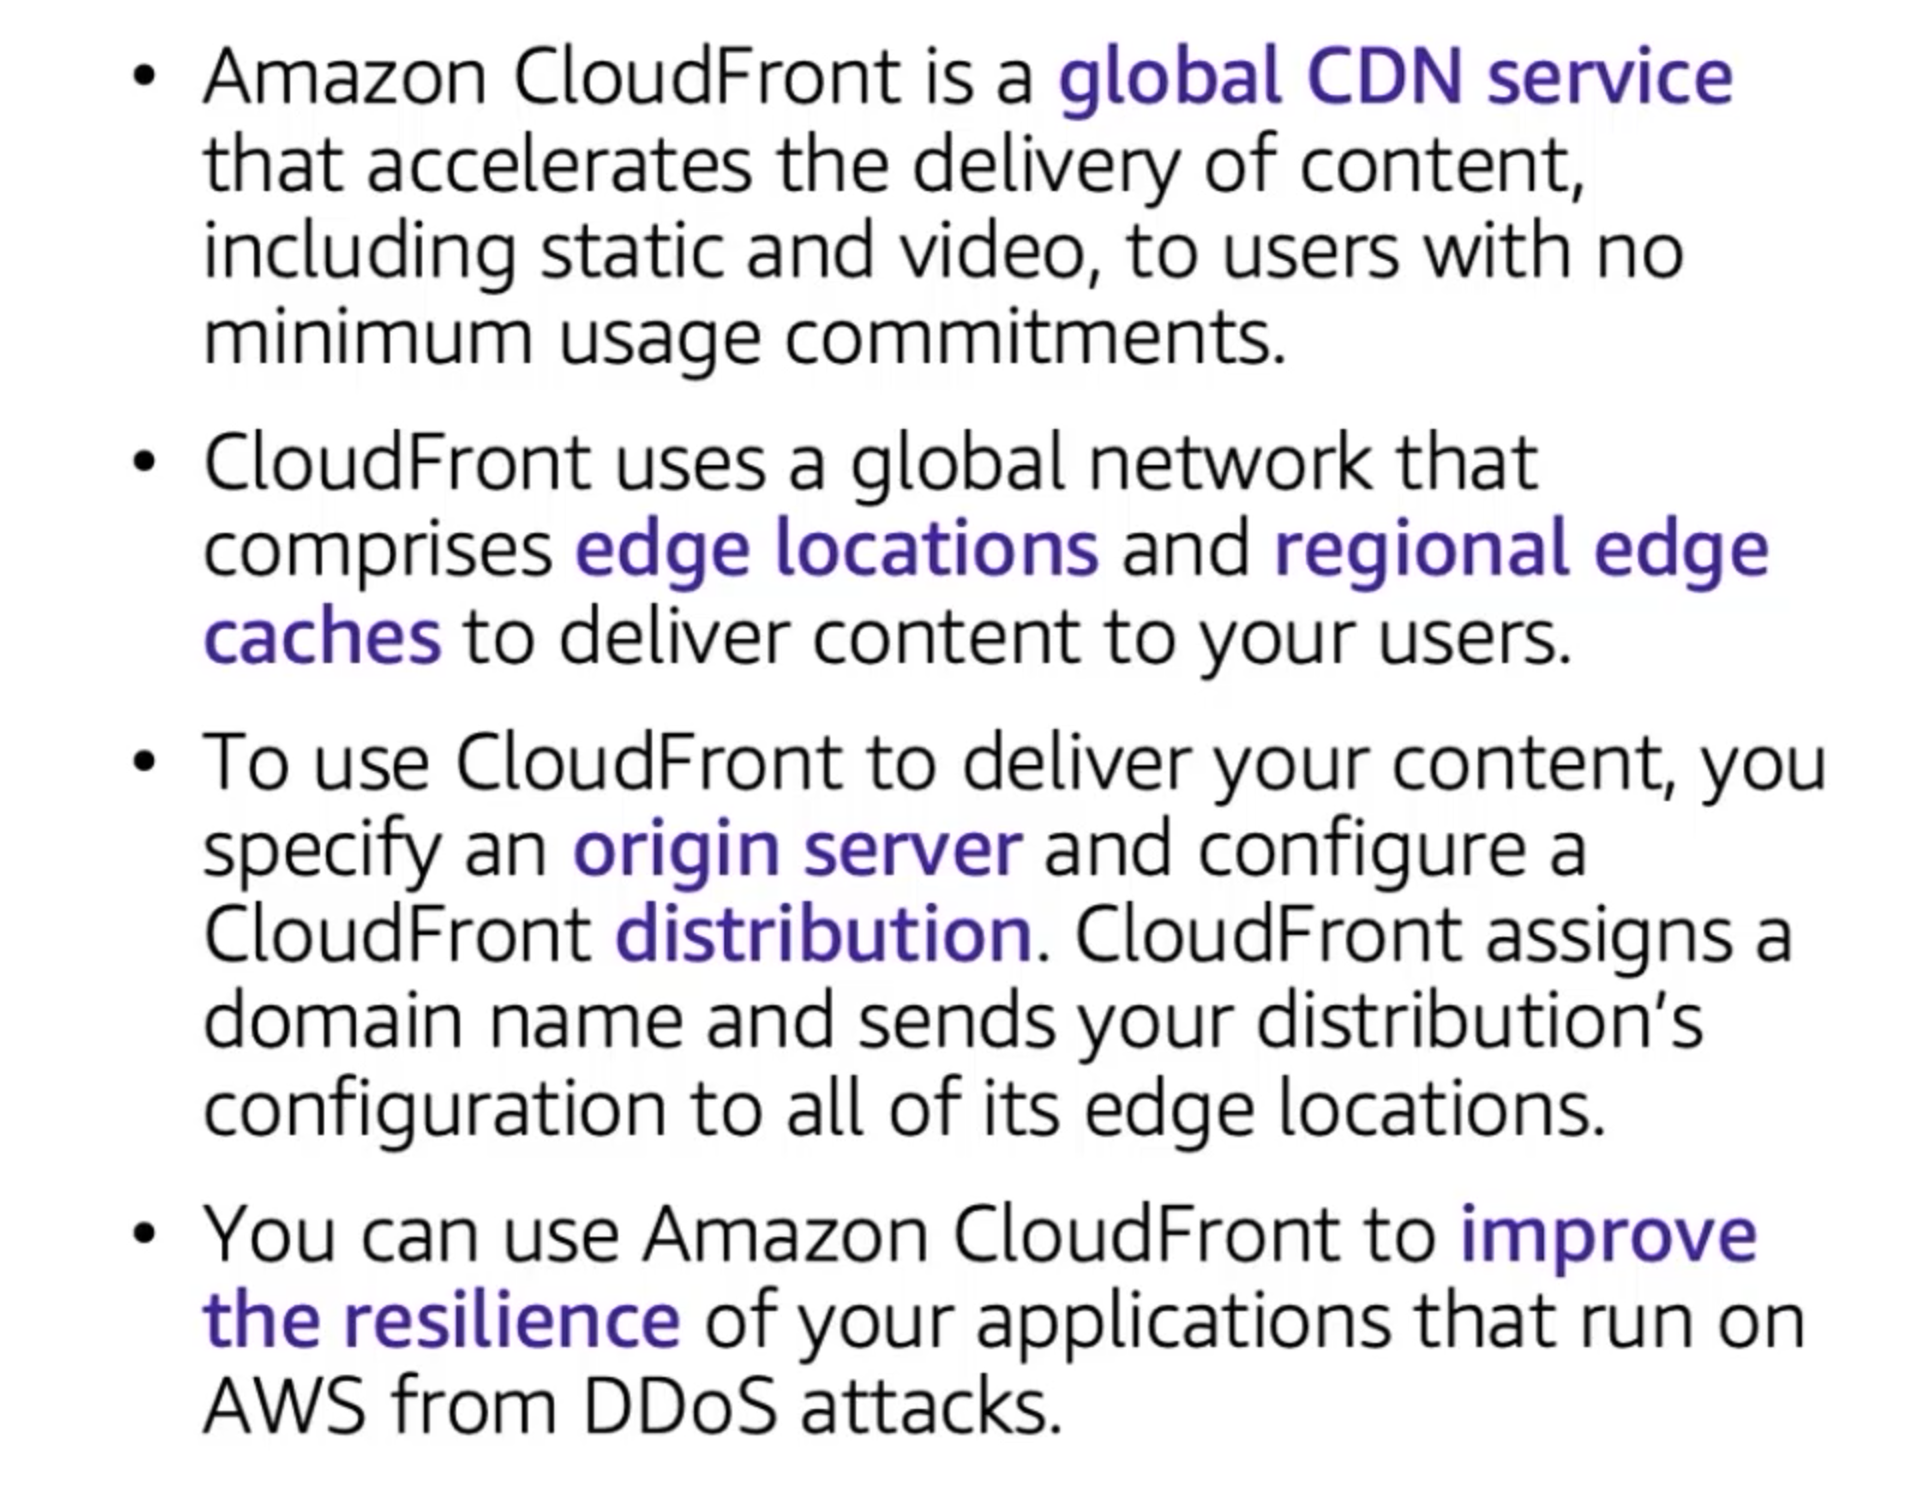 • Amazon CloudFront is a global CDN service
that accelerates the delivery of content,
including static and video, to users with no
minimum usage commitments.
• CloudFront uses a global network that
comprises edge locations and regional edge
caches to deliver content to your users.
• To use CloudFront to deliver your content, you
specify an origin server and configure a
CloudFront distribution. CloudFront assigns a
domain name and sends your distribution’s
configuration to all of its edge locations.
• You can use Amazon CloudFront to improve
the resilience of your applications that run on
AWS from DDoS attacks.